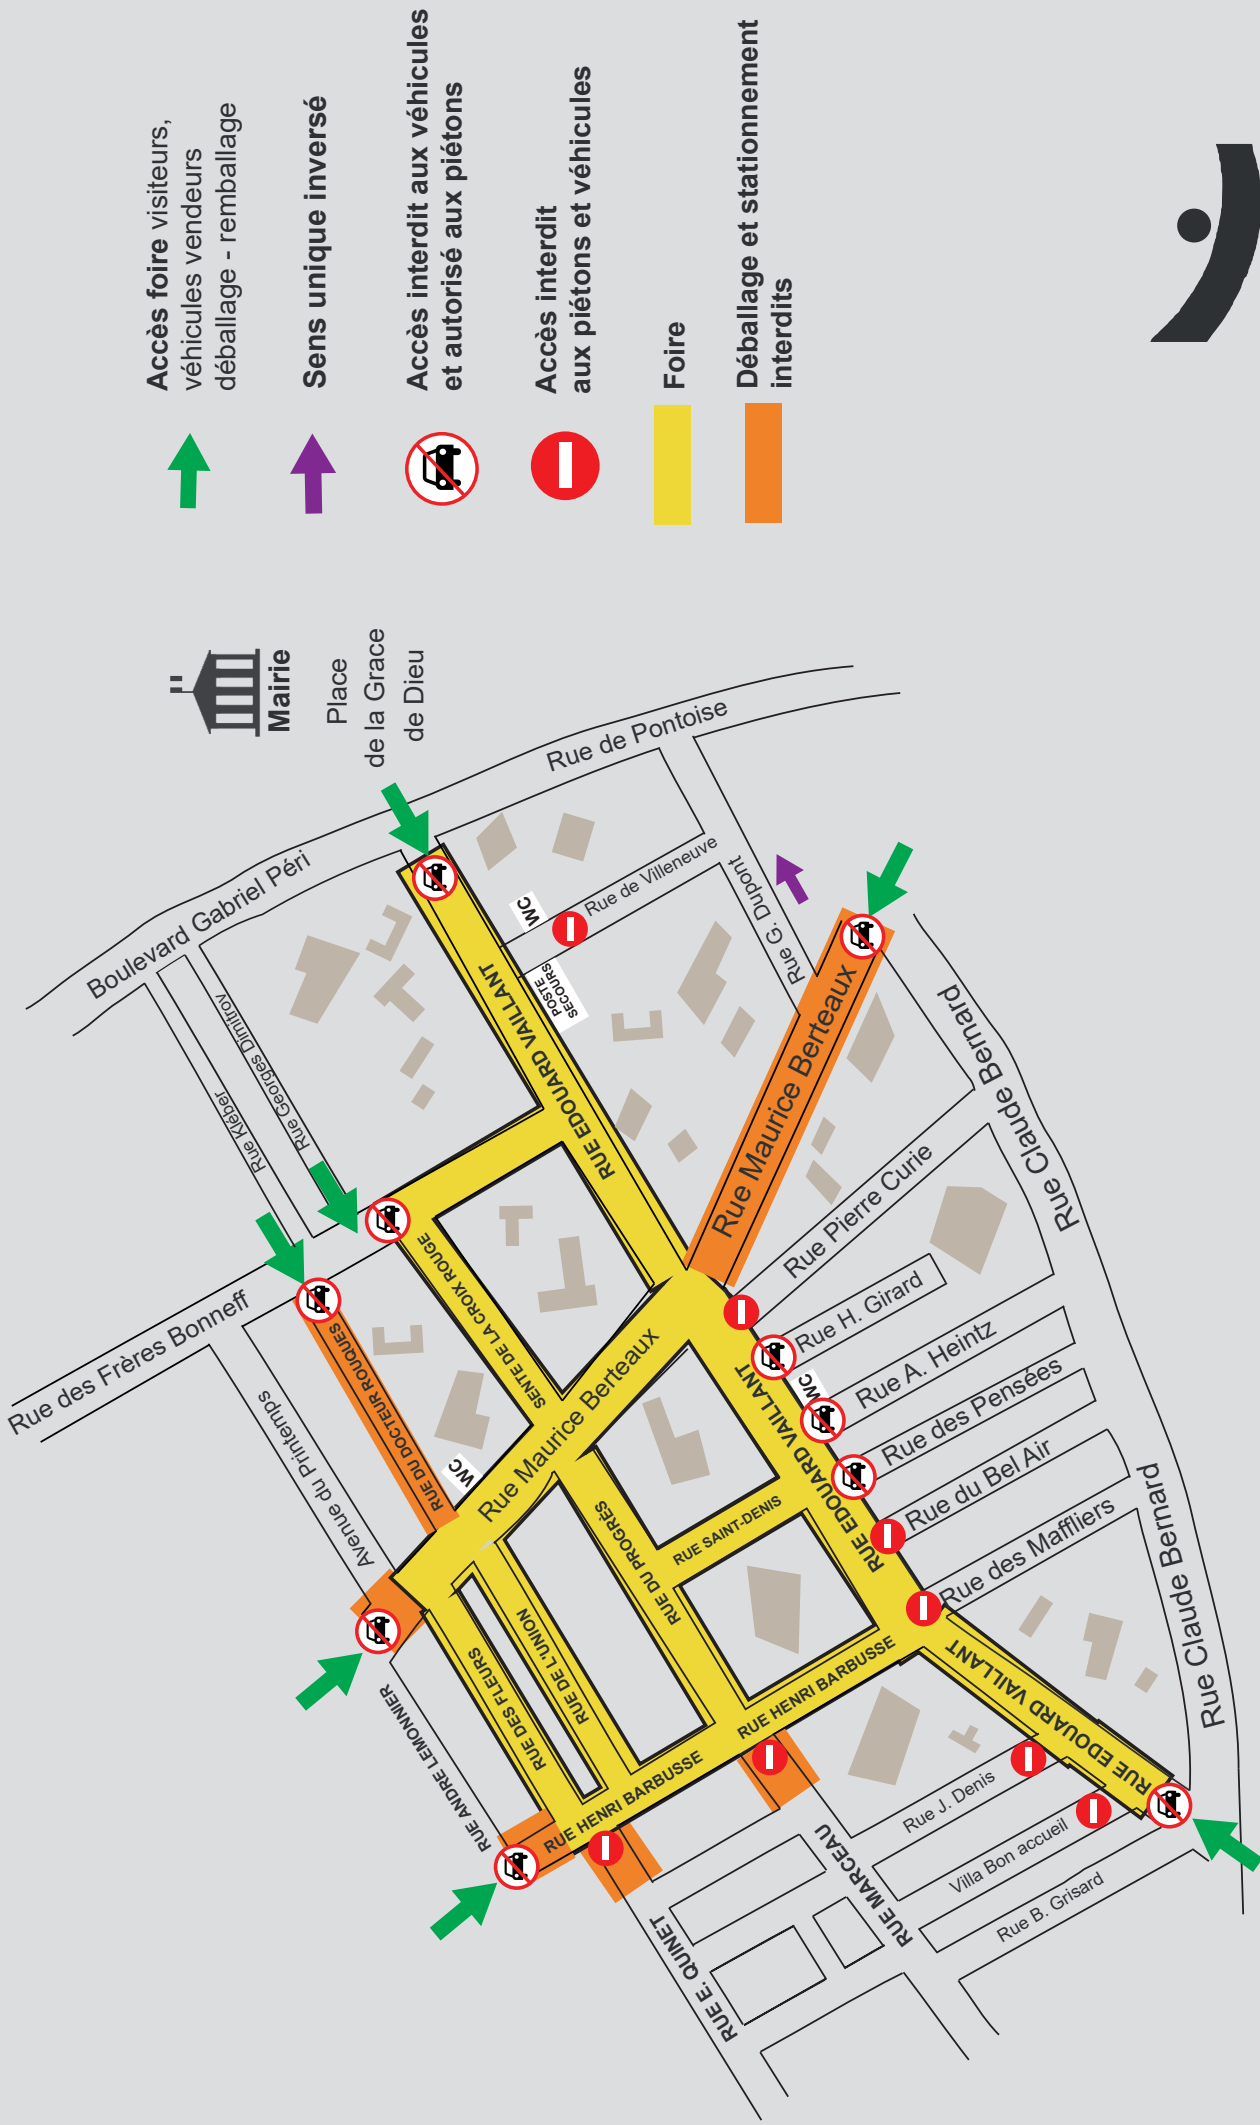 Accès foire visiteurs,
véhicules vendeurs
déballage - remballage
Sens unique inversé
Accès interdit aux véhicules
et autorisé aux piétons
Accès interdit
aux piétons et véhicules
Foire
Déballage et stationnement
interdits
Mairie
Place
de la Grace
de Dieu
Rue de Pontoise
Boulevard Gabriel Péri
Rue de Villeneuve
WC
POSTE
SECOURS
Rue G. Dupont
RUE EDOUARD VAILLANT
Rue Georges Dimitrov
Rue Kléber
Rue Maurice Berteaux
Rue Claude Bernard
Rue Pierre Curie
Rue des Frères Bonneff
RUE DU DOCTEUR ROUQUES
SENTE DE LA CROIX ROUGE
Avenue du Printemps
WC
Rue Maurice Berteaux
Rue H. Girard
WC
Rue A. Heintz
Rue des Pensées
Rue du Bel Air
Rue des Maffliers
RUE EDOUARD VAILLANT
RUE SAINT-DENIS
RUE DU PROGRÈS
RUE DE L'UNION
RUE DES FLEURS
RUE ANDRE LEMONNIER
RUE HENRI BARBUSSE
RUE HENRI BARBUSSE
RUE EDOUARD VAILLANT
Rue Claude Bernard
Rue J. Denis
Villa Bon accueil
Rue B. Grisard
RUE MARCEAU
RUE E. QUINET